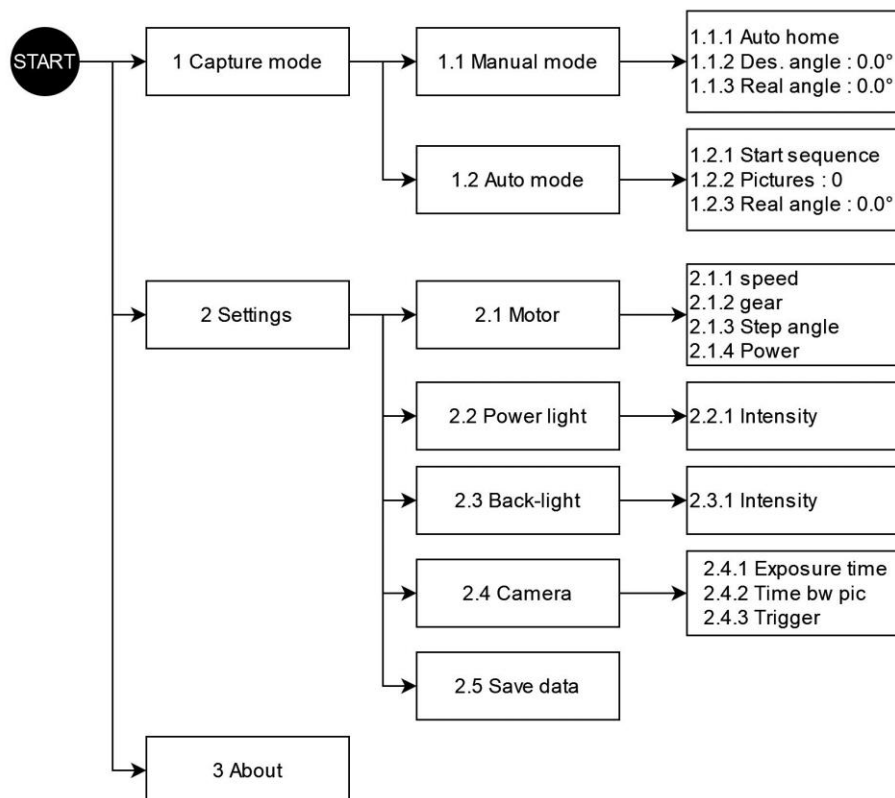 START
1 Capture mode
1.1 Manual mode
1.1.1 Auto home
1.1.2 Des. angle : 0.0°
1.1.3 Real angle : 0.0°
1.2 Auto mode
1.2.1 Start sequence
1.2.2 Pictures : 0
1.2.3 Real angle : 0.0°
2 Settings
2.1 Motor
2.1.1 speed
2.1.2 gear
2.1.3 Step angle
2.1.4 Power
2.2 Power light
2.2.1 Intensity
2.3 Back-light
2.3.1 Intensity
2.4 Camera
2.4.1 Exposure time
2.4.2 Time bw pic
2.4.3 Trigger
2.5 Save data
3 About